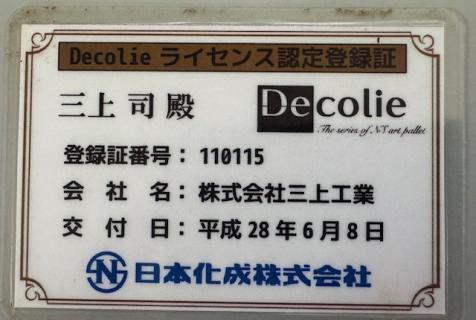 Decolie ライセンス認定登録証
三上 司 殿
Decolie
The series of NS art pallet
登録証番号： 110115
会 社 名： 株式会社三上工業
交 付 日： 平成 28 年 6 月 8 日
NS 日本化成株式会社